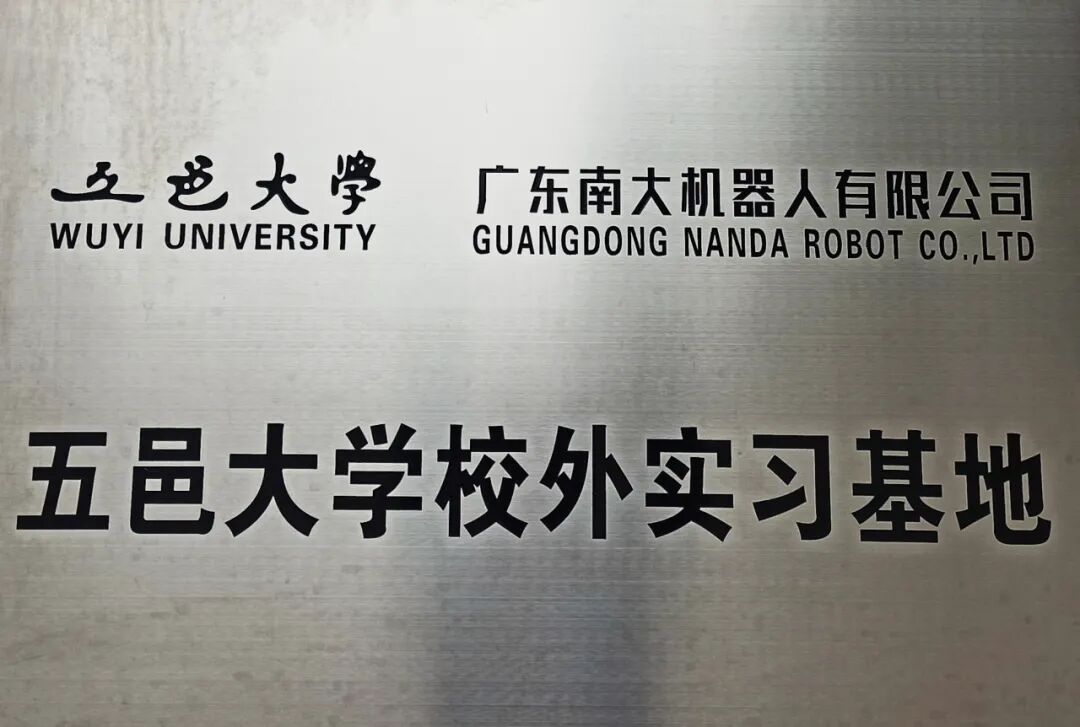 五邑大学 广东南大机器人有限公司
WUYI UNIVERSITY GUANGDONG NANDA ROBOT CO.,LTD
五邑大学校外实习基地